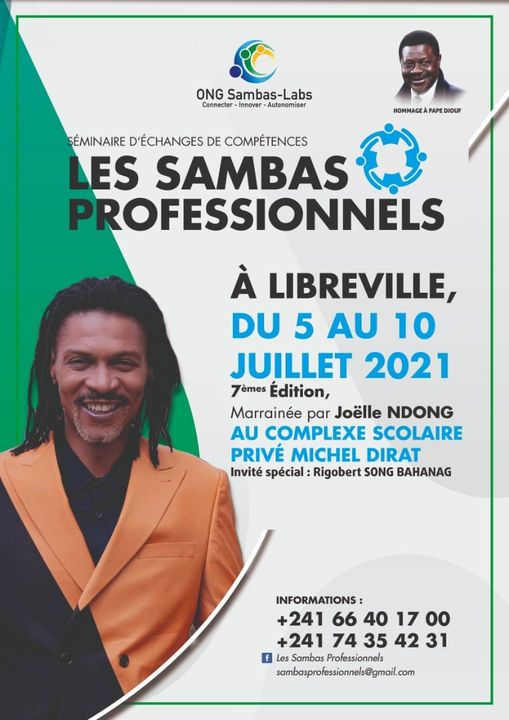 ONG Sambas-Labs
Connecter - Innover - Autonomiser
HOMMAGE À PAPE DIOUF
SÉMINAIRE D'ÉCHANGES DE COMPÉTENCES
LES SAMBAS
PROFESSIONNELS
À LIBREVILLE,
DU 5 AU 10
JUILLET 2021
7èmes Édition,
Marrainée par Joëlle NDONG
AU COMPLEXE SCOLAIRE
PRIVÉ MICHEL DIRAT
Invité spécial : Rigobert SONG BAHANAG
INFORMATIONS :
+241 66 40 17 00
+241 74 35 42 31
Les Sambas Professionnels
sambasprofessionnels@gmail.com